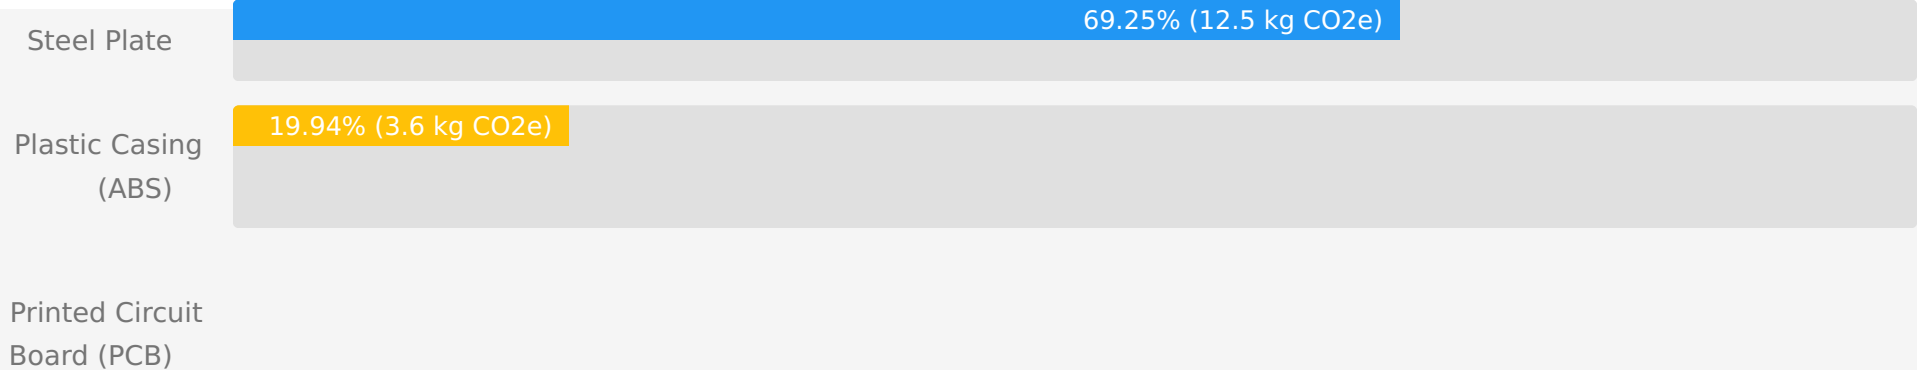 69.25% (12.5 kg CO2e)
Steel Plate
19.94% (3.6 kg CO2e)
Plastic Casing
(ABS)
Printed Circuit
Board (PCB)